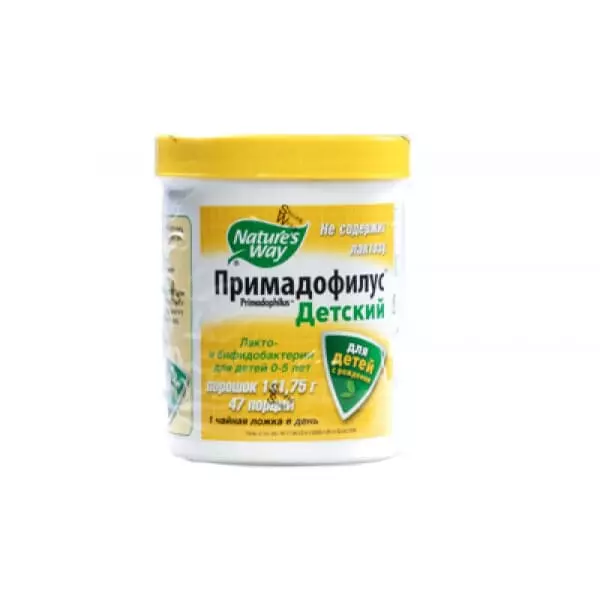 Nature's
Way
Не содержит
лактозу
Примадофилус
Primadophilus™
Детский
Лакто-
и бифидобактерии
для детей 0-5 лет
для
детей
с рождения
порошок 141,75 г
47 порций
1 чайная ложка в день